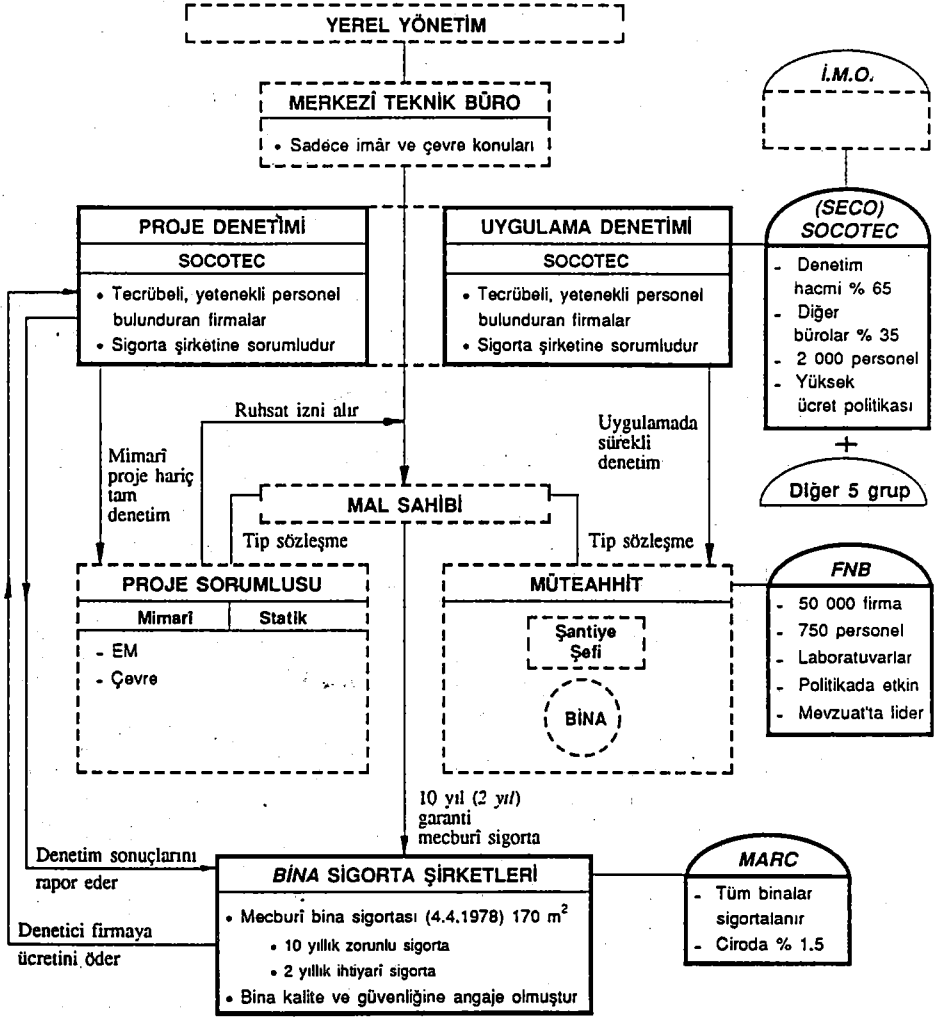 YEREL YÖNETİM
MERKEZÎ TEKNİK BÜRO
• Sadece imâr ve çevre konuları
İ.M.O.
PROJE DENETİMİ
SOCOTEC
• Tecrübeli, yetenekli personel
bulunduran firmalar
• Sigorta şirketine sorumludur
UYGULAMA DENETİMİ
SOCOTEC
• Tecrübeli, yetenekli personel
bulunduran firmalar
• Sigorta şirketine sorumludur
(SECO)
SOCOTEC
- Denetim
hacmi % 65
- Diğer
bürolar % 35
- 2 000 personel
- Yüksek
ücret politikası
+
Diğer 5 grup
Ruhsat izni alır
Mimarî
proje hariç
tam
denetim
Uygulamada
sürekli
denetim
MAL SAHİBİ
Tip sözleşme
Tip sözleşme
PROJE SORUMLUSU
Mimarî Statik
- EM
- Çevre
MÜTEAHHİT
Şantiye
Şefi
BİNA
FNB
- 50 000 firma
- 750 personel
- Laboratuvarlar
- Politikada etkin
- Mevzuat'ta lider
10 yıl (2 yıl)
garanti
mecburî sigorta
Denetim sonuçlarını
rapor eder
Denetici firmaya
ücretini öder
BİNA SİGORTA ŞİRKETLERİ
• Mecburî bina sigortası (4.4.1978) 170 m²
• 10 yıllık zorunlu sigorta
• 2 yıllık ihtiyarî sigorta
• Bina kalite ve güvenliğine angaje olmuştur
MARC
- Tüm binalar
sigortalanır
- Ciroda % 1.5